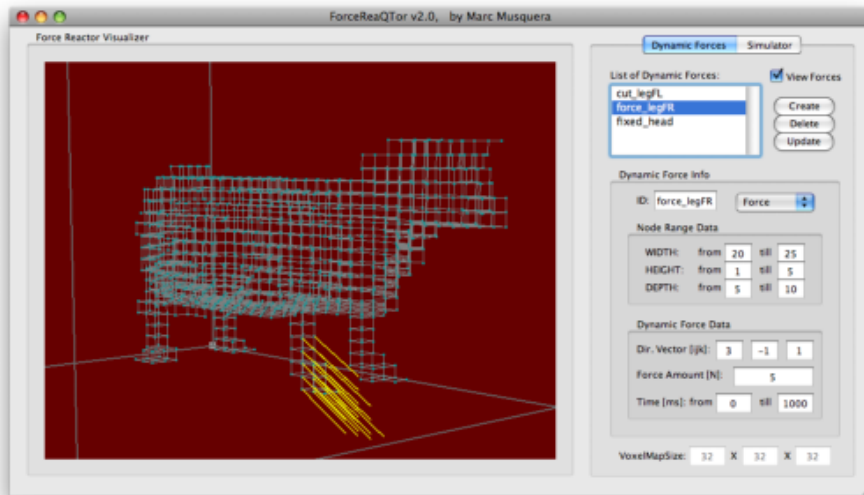 ForceReaQTor v2.0, by Marc Musquera
Force Reactor Visualizer
Dynamic Forces Simulator
List of Dynamic Forces: View Forces
cut_legFL
force_legFR
fixed_head
Create
Delete
Update
Dynamic Force Info
ID: force_legFR Force
Node Range Data
WIDTH: from 20 till 25
HEIGHT: from 1 till 5
DEPTH: from 5 till 10
Dynamic Force Data
Dir. Vector [ijk]: 3 -1 1
Force Amount [N]: 5
Time [ms]: from 0 till 1000
VoxelMapSize: 32 X 32 X 32